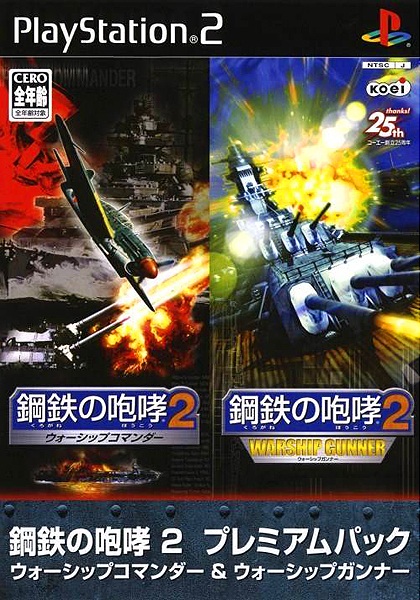 PlayStation®2
NTSC J
CERO
全年齢
全年齢対象
COMMANDER
KOEI
thanks!
25th
コーエー創立25周年
鋼鉄の咆哮2
くろがね ほうこう
ウォーシップコマンダー
鋼鉄の咆哮2
くろがね ほうこう
WARSHIP GUNNER
ウォーシップガンナー
鋼鉄の咆哮 2 プレミアムパック
ウォーシップコマンダー & ウォーシップガンナー